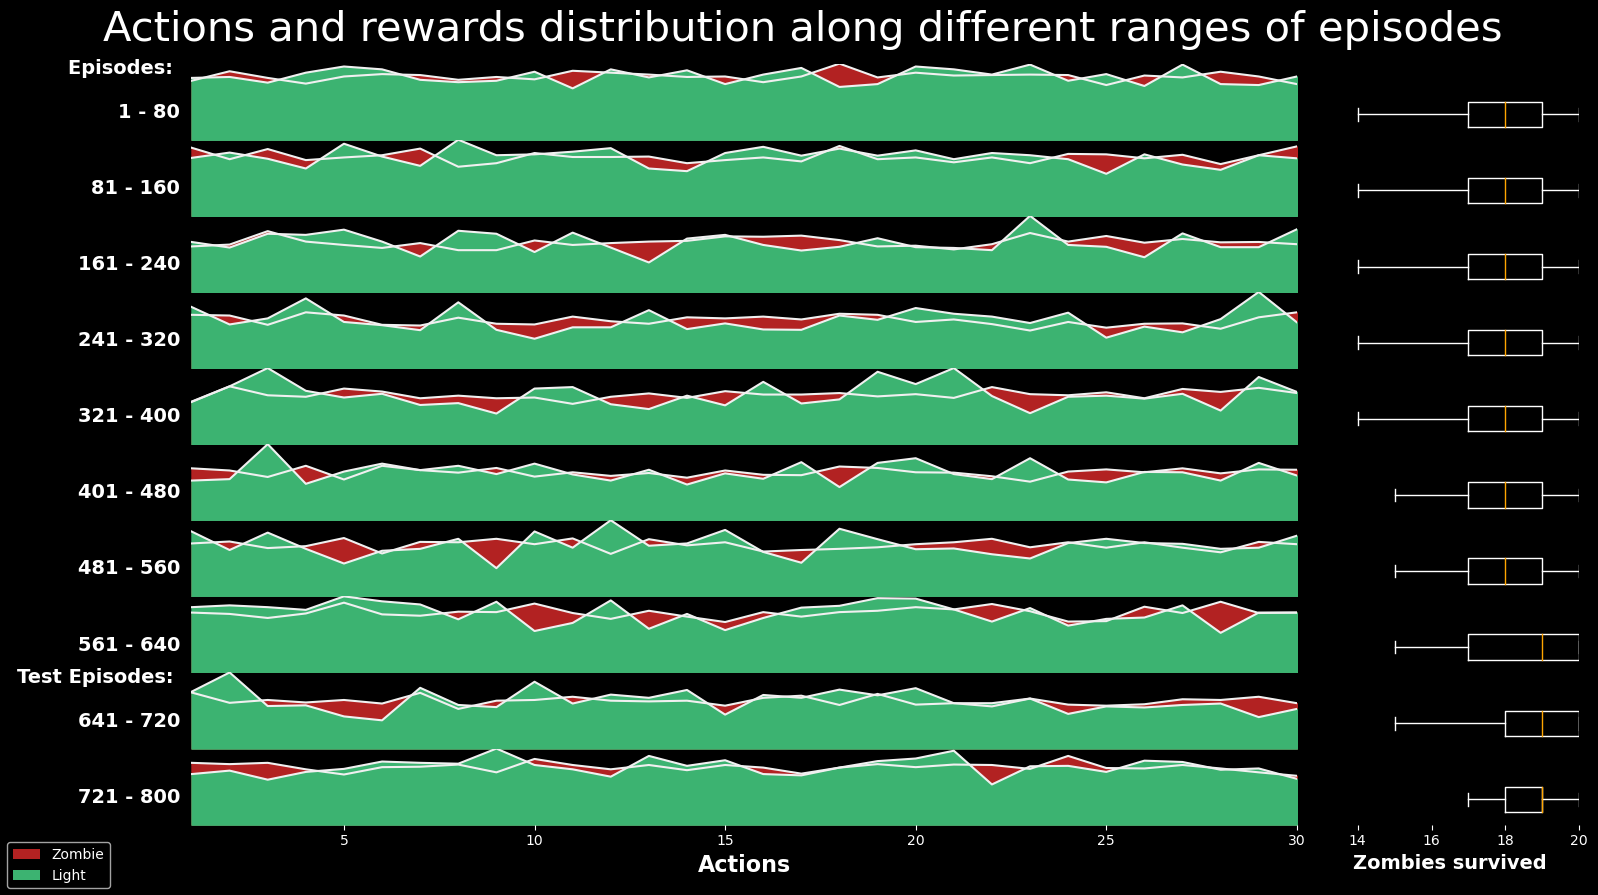 Actions and rewards distribution along different ranges of episodes
Episodes:
1 - 80
81 - 160
161 - 240
241 - 320
321 - 400
401 - 480
481 - 560
561 - 640
Test Episodes:
641 - 720
721 - 800
5 10 15 20 25 30
14 16 18 20
Actions
Zombies survived
Zombie
Light